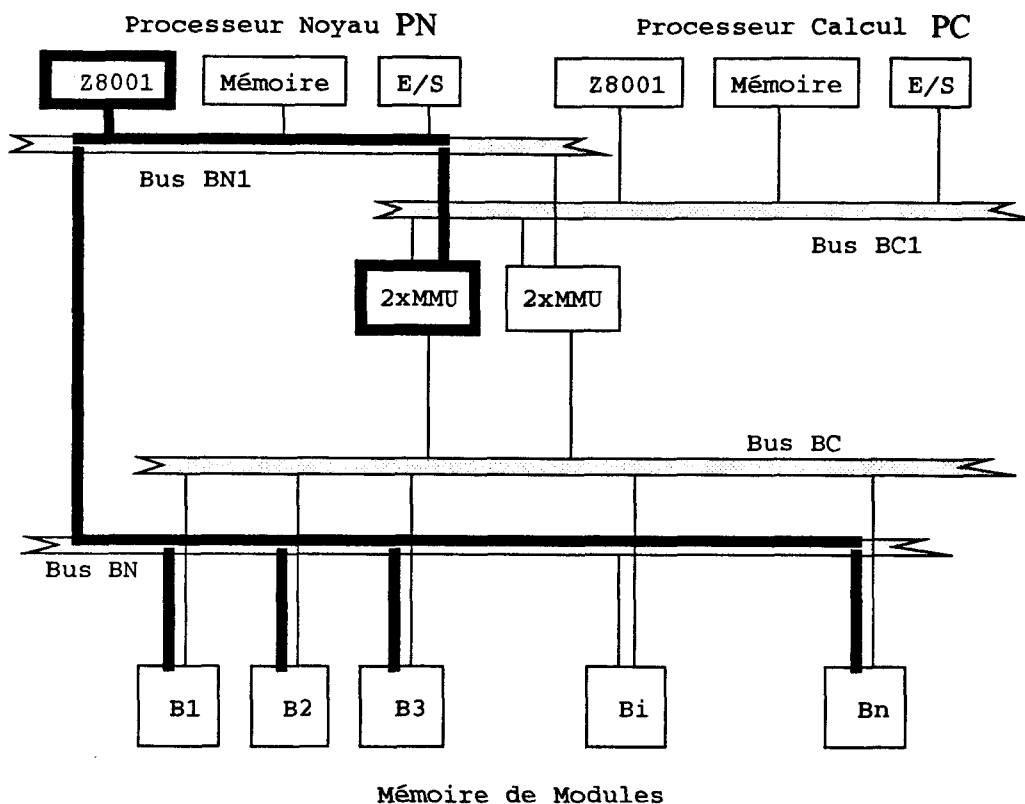 Processeur Noyau PN
Processeur Calcul PC
Z8001
Mémoire
E/S
Z8001
Mémoire
E/S
Bus BN1
Bus BC1
2xMMU
2xMMU
Bus BC
Bus BN
B1
B2
B3
Bi
Bn
Mémoire de Modules